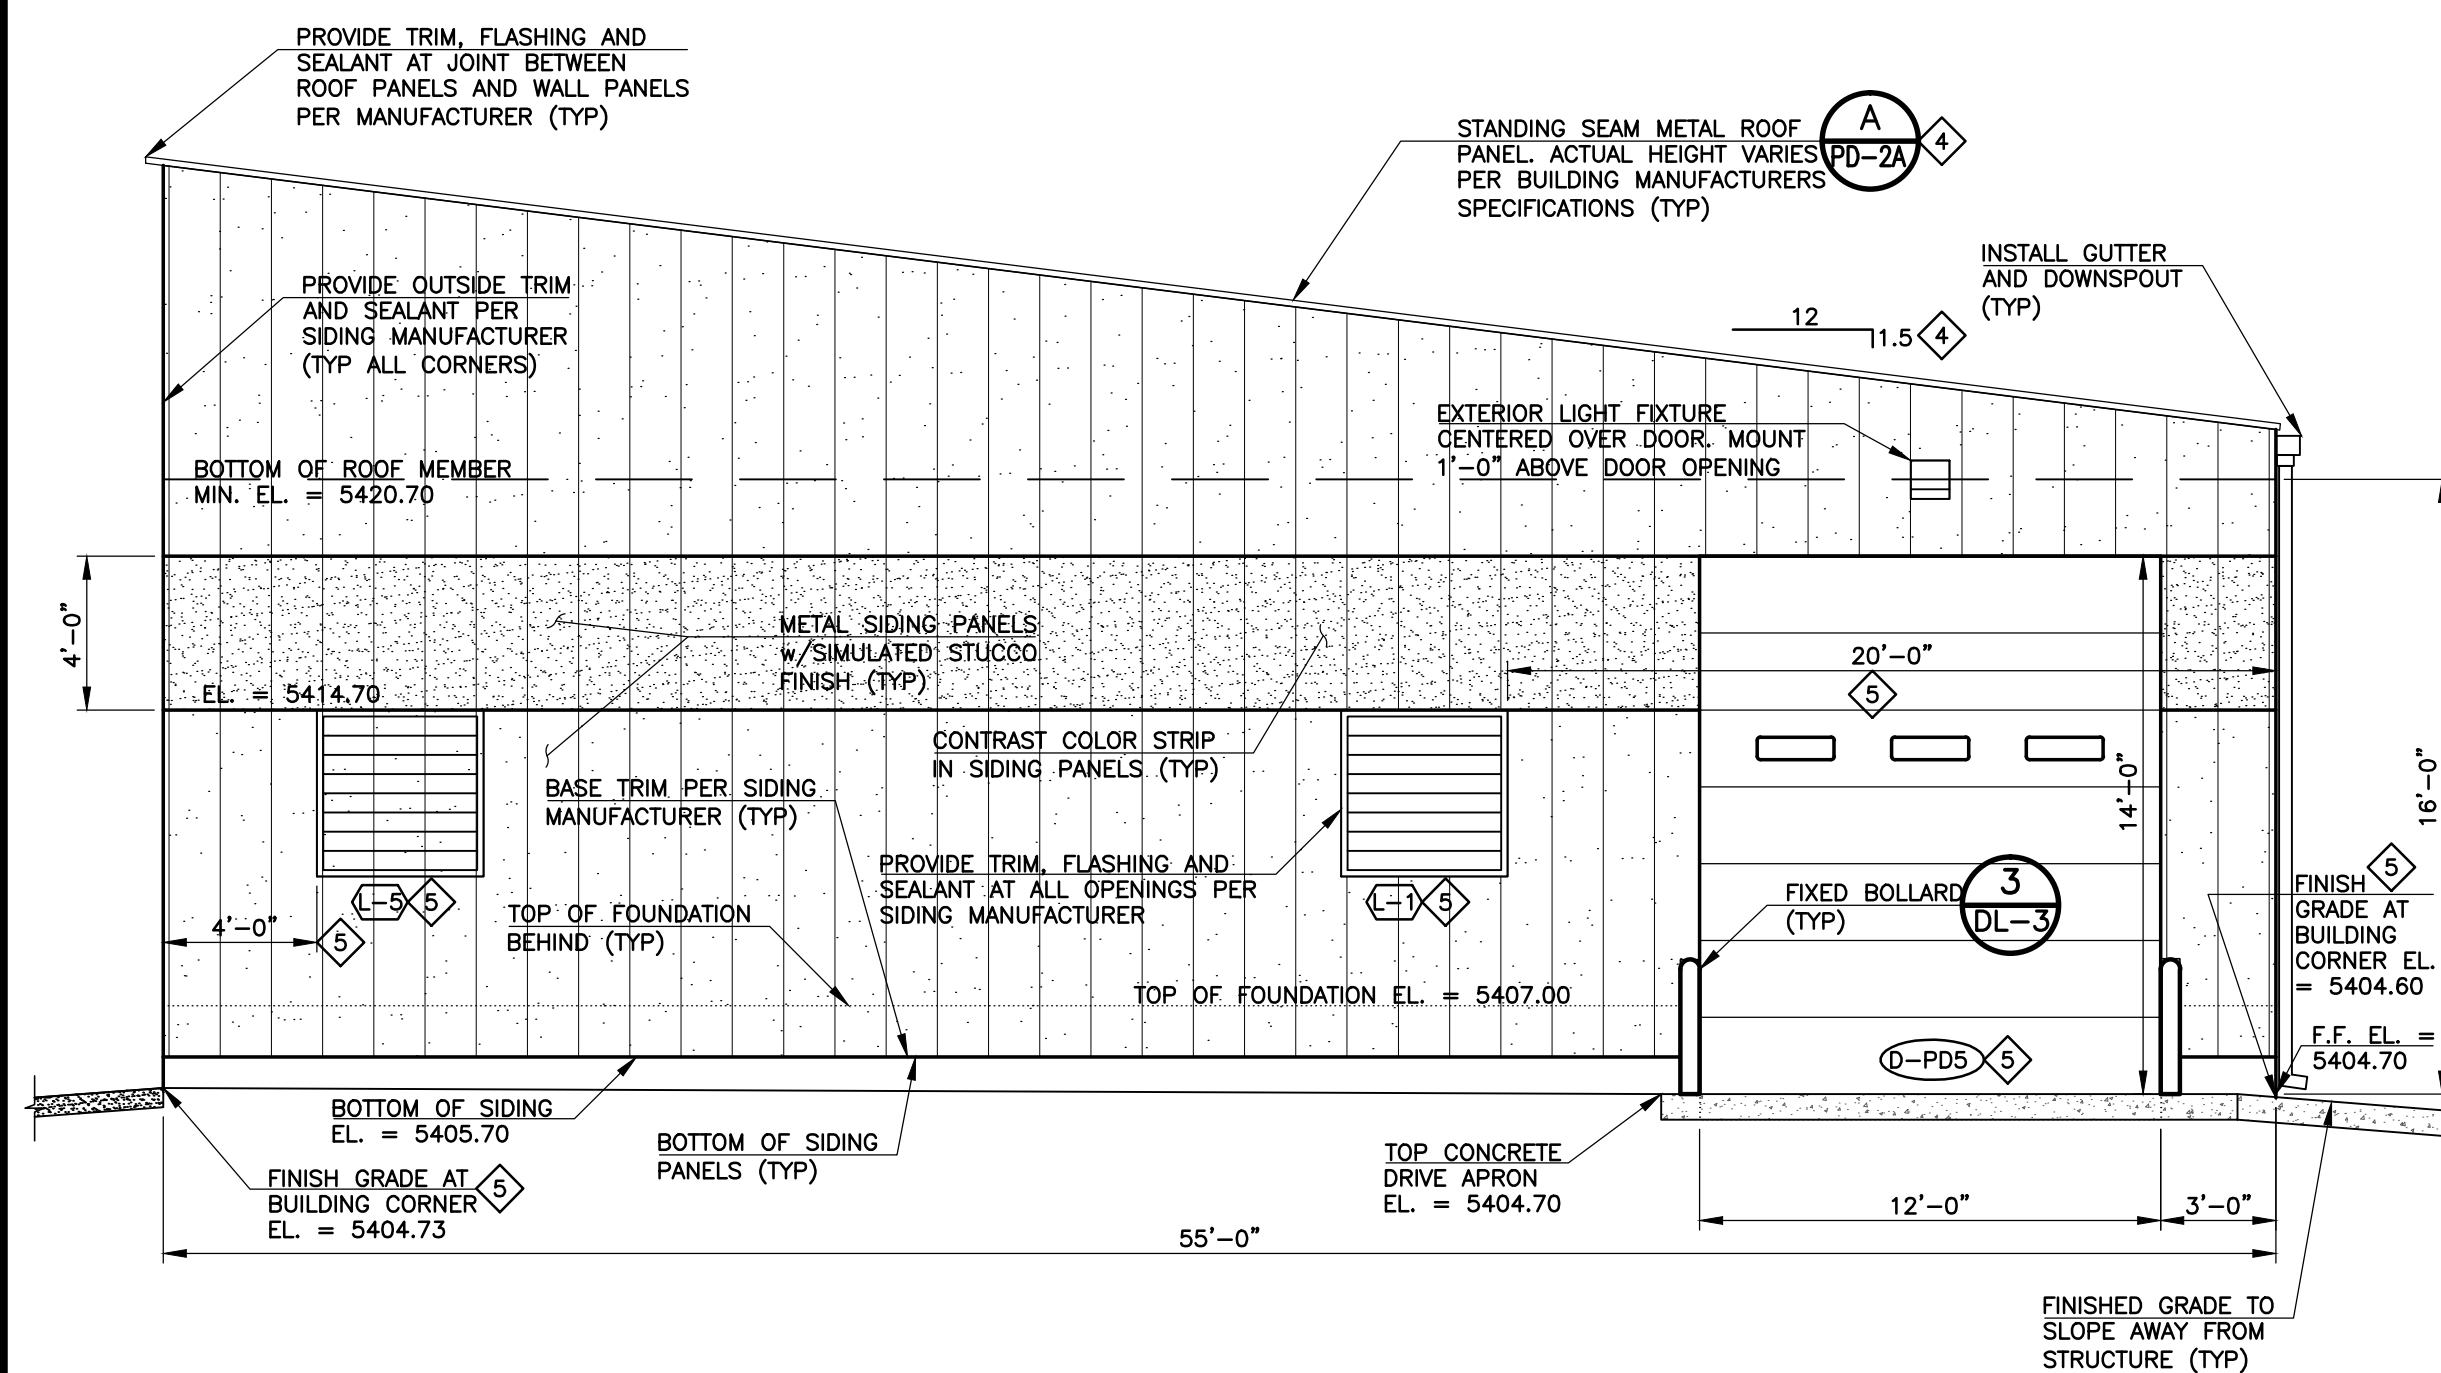 PROVIDE TRIM, FLASHING AND
SEALANT AT JOINT BETWEEN
ROOF PANELS AND WALL PANELS
PER MANUFACTURER (TYP)
STANDING SEAM METAL ROOF
PANEL. ACTUAL HEIGHT VARIES
PER BUILDING MANUFACTURERS
SPECIFICATIONS (TYP)
A
PD-2A
4
INSTALL GUTTER
AND DOWNSPOUT
(TYP)
PROVIDE OUTSIDE TRIM
AND SEALANT PER
SIDING MANUFACTURER
(TYP ALL CORNERS)
12
1.5
4
EXTERIOR LIGHT FIXTURE
CENTERED OVER DOOR. MOUNT
1'-0" ABOVE DOOR OPENING
BOTTOM OF ROOF MEMBER
MIN. EL. = 5420.70
4'-0"
METAL SIDING PANELS
w/SIMULATED STUCCO
FINISH (TYP)
20'-0"
5
EL. = 5414.70
CONTRAST COLOR STRIP
IN SIDING PANELS (TYP)
BASE TRIM PER SIDING
MANUFACTURER (TYP)
14'-0"
16'-0"
PROVIDE TRIM, FLASHING AND
SEALANT AT ALL OPENINGS PER
SIDING MANUFACTURER
L-5
5
L-1
5
FIXED BOLLARD
(TYP)
3
DL-3
5
FINISH
GRADE AT
BUILDING
CORNER EL.
= 5404.60
4'-0"
5
TOP OF FOUNDATION
BEHIND (TYP)
TOP OF FOUNDATION EL. = 5407.00
F.F. EL. =
5404.70
D-PD5
5
BOTTOM OF SIDING
EL. = 5405.70
BOTTOM OF SIDING
PANELS (TYP)
TOP CONCRETE
DRIVE APRON
EL. = 5404.70
FINISH GRADE AT
BUILDING CORNER
EL. = 5404.73
5
12'-0"
3'-0"
55'-0"
FINISHED GRADE TO
SLOPE AWAY FROM
STRUCTURE (TYP)